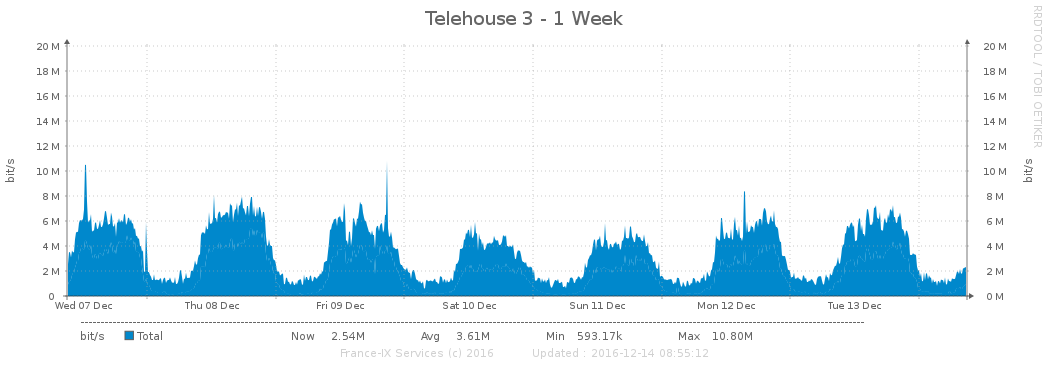 Telehouse 3 - 1 Week
RRDTOOL / TOBI OETIKER
20 M 20 M
18 M 18 M
16 M 16 M
14 M 14 M
12 M 12 M
10 M 10 M
8 M 8 M
6 M 6 M
4 M 4 M
2 M 2 M
0 0 M
bit/s bit/s
Wed 07 Dec Thu 08 Dec Fri 09 Dec Sat 10 Dec Sun 11 Dec Mon 12 Dec Tue 13 Dec
bit/s Total Now 2.54M Avg 3.61M Min 593.17k Max 10.80M
France-IX Services (c) 2016 Updated : 2016-12-14 08:55:12